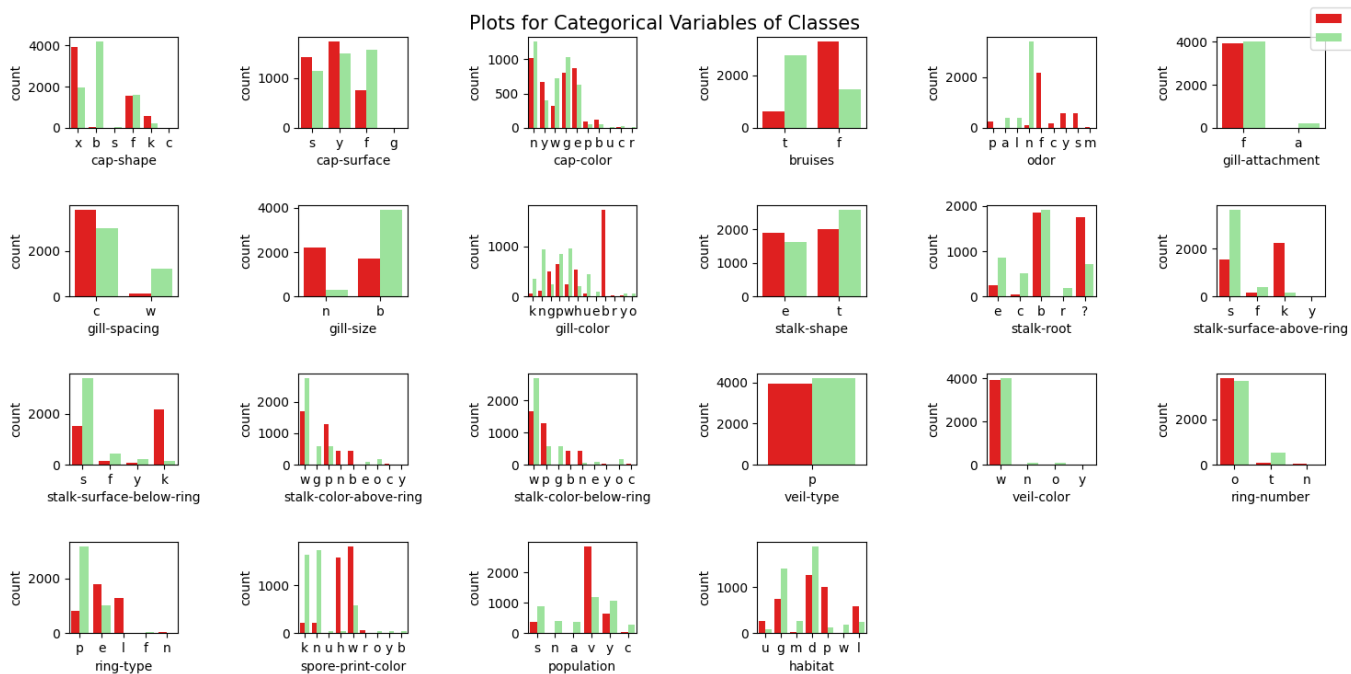 Plots for Categorical Variables of Classes
4000
2000
0
count
x b s f k c
cap-shape
1000
0
count
s y f g
cap-surface
1000
500
0
count
n y w g e p b u c r
cap-color
2000
0
count
t f
bruises
2000
0
count
p a l n f c y s m
odor
4000
2000
0
count
f a
gill-attachment
2000
0
count
c w
gill-spacing
4000
2000
0
count
n b
gill-size
1000
0
count
k n g p w h u e b r y o
gill-color
2000
1000
0
count
e t
stalk-shape
2000
1000
0
count
e c b r ?
stalk-root
2000
0
count
s f k y
stalk-surface-above-ring
2000
0
count
s f y k
stalk-surface-below-ring
2000
1000
0
count
w g p n b e o c y
stalk-color-above-ring
2000
1000
0
count
w p g b n e y o c
stalk-color-below-ring
4000
2000
0
count
p
veil-type
4000
2000
0
count
w n o y
veil-color
2000
0
count
o t n
ring-number
2000
0
count
p e l f n
ring-type
1000
0
count
k n u h w r o y b
spore-print-color
2000
1000
0
count
s n a v y c
population
1000
0
count
u g m d p w l
habitat